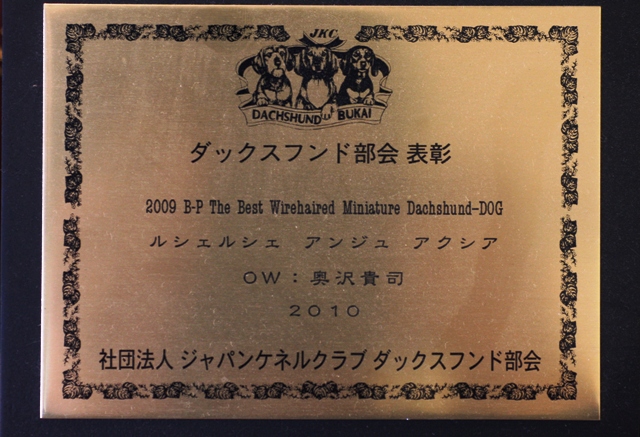 JKC
DACHSHUND BUKAI
ダックスフンド部会 表彰
2009 B-P The Best Wirehaired Miniature Dachshund-DOG
ルシェルシェ アンジュ アクシア
OW：奥沢貴司
2010
社団法人 ジャパンケネルクラブ ダックスフンド部会